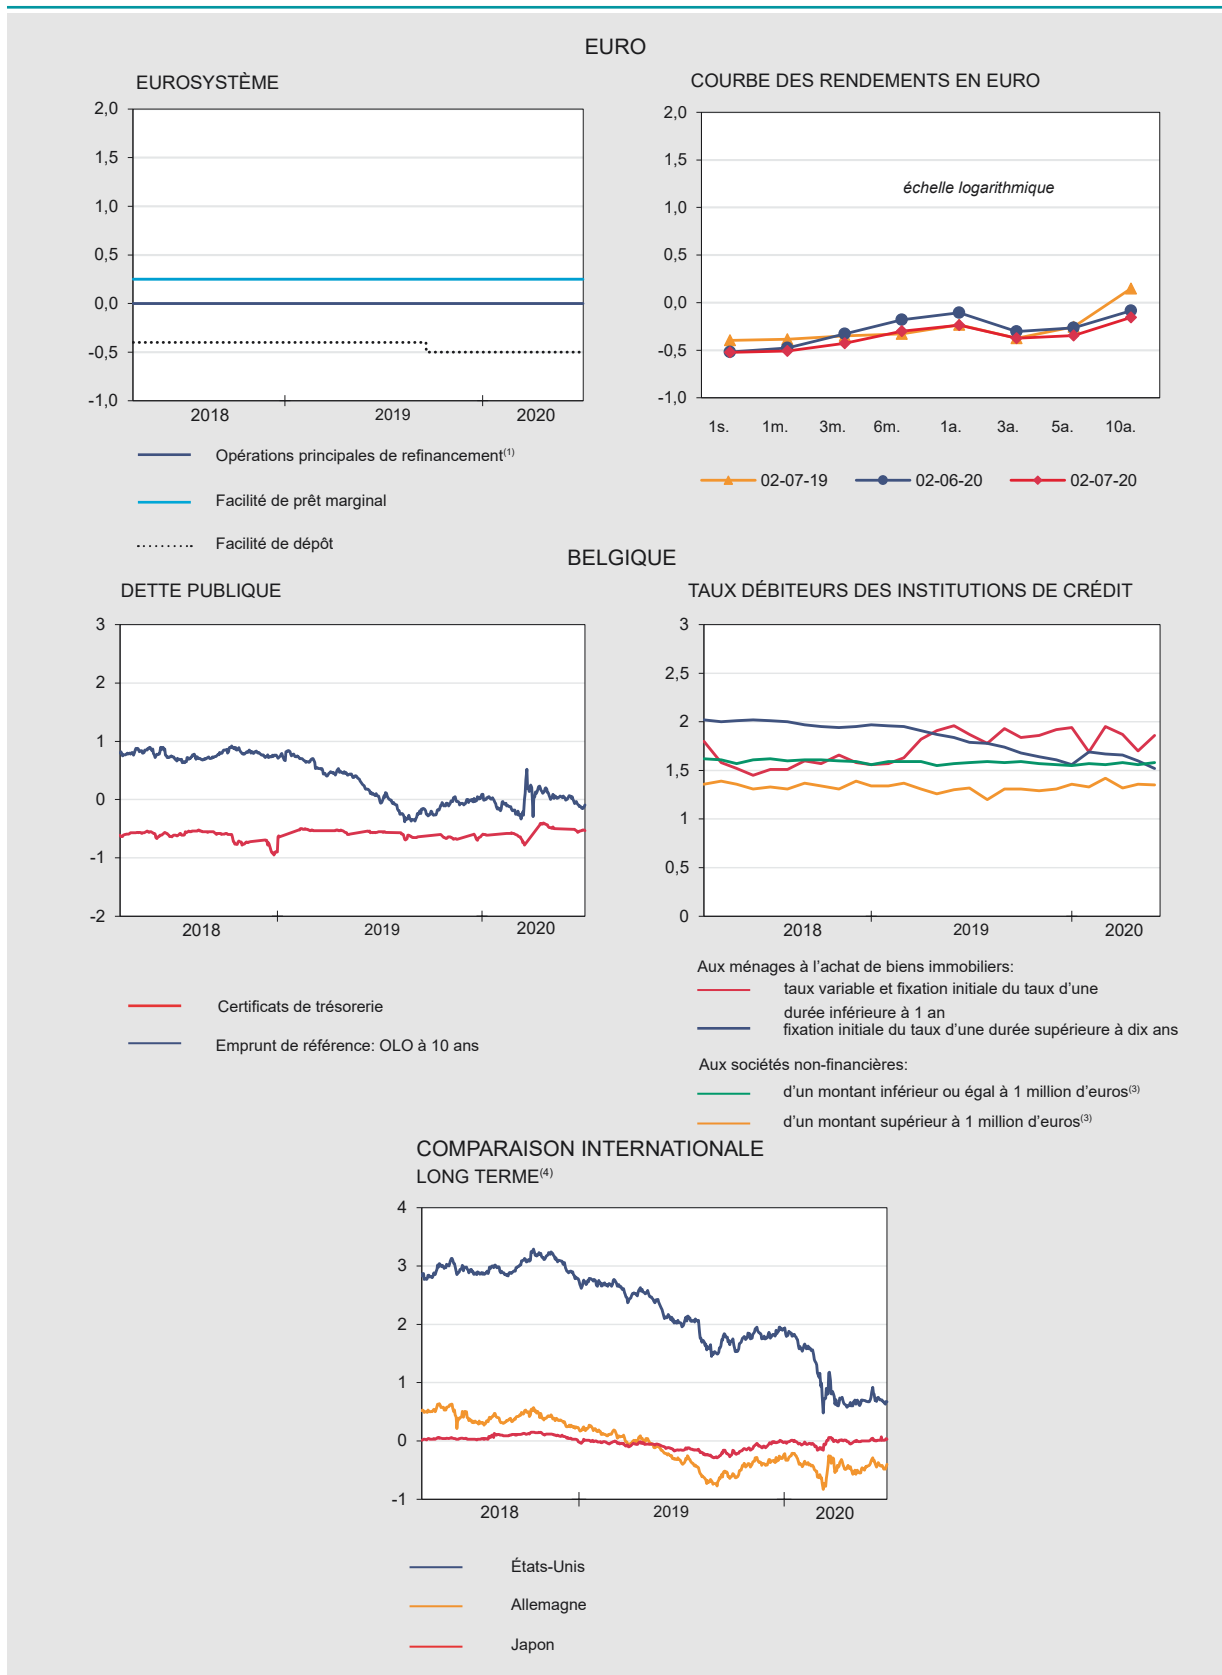 EURO
EUROSYSTÈME
2,0
1,5
1,0
0,5
0,0
-0,5
-1,0
2018 2019 2020
Opérations principales de refinancement(1)
Facilité de prêt marginal
Facilité de dépôt
COURBE DES RENDEMENTS EN EURO
2,0
1,5
1,0
0,5
0,0
-0,5
-1,0
échelle logarithmique
1s. 1m. 3m. 6m. 1a. 3a. 5a. 10a.
02-07-19 02-06-20 02-07-20
BELGIQUE
DETTE PUBLIQUE
3
2
1
0
-1
-2
2018 2019 2020
Certificats de trésorerie
Emprunt de référence: OLO à 10 ans
TAUX DÉBITEURS DES INSTITUTIONS DE CRÉDIT
3
2,5
2
1,5
1
0,5
0
2018 2019 2020
Aux ménages à l’achat de biens immobiliers:
taux variable et fixation initiale du taux d’une
durée inférieure à 1 an
fixation initiale du taux d’une durée supérieure à dix ans
Aux sociétés non-financières:
d’un montant inférieur ou égal à 1 million d’euros(3)
d’un montant supérieur à 1 million d’euros(3)
COMPARAISON INTERNATIONALE
LONG TERME(4)
4
3
2
1
0
-1
2018 2019 2020
États-Unis
Allemagne
Japon